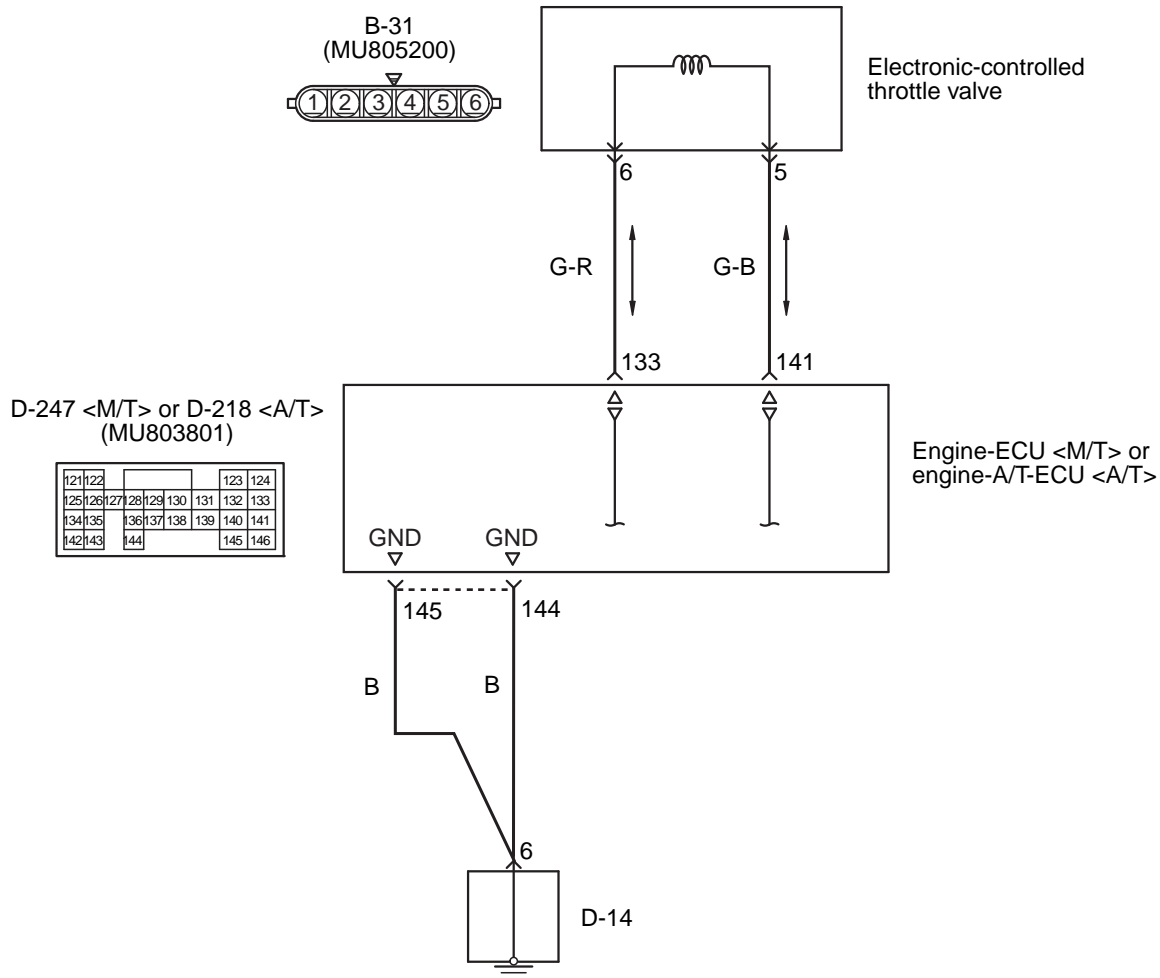 B-31
(MU805200)
1 2 3 4 5 6
Electronic-controlled
throttle valve
6
5
G-R
G-B
133
141
D-247 <M/T> or D-218 <A/T>
(MU803801)
121 122 123 124
125 126 127 128 129 130 131 132 133
134 135 136 137 138 139 140 141
142 143 144 145 146
Engine-ECU <M/T> or
engine-A/T-ECU <A/T>
GND
GND
145
144
B
B
6
D-14